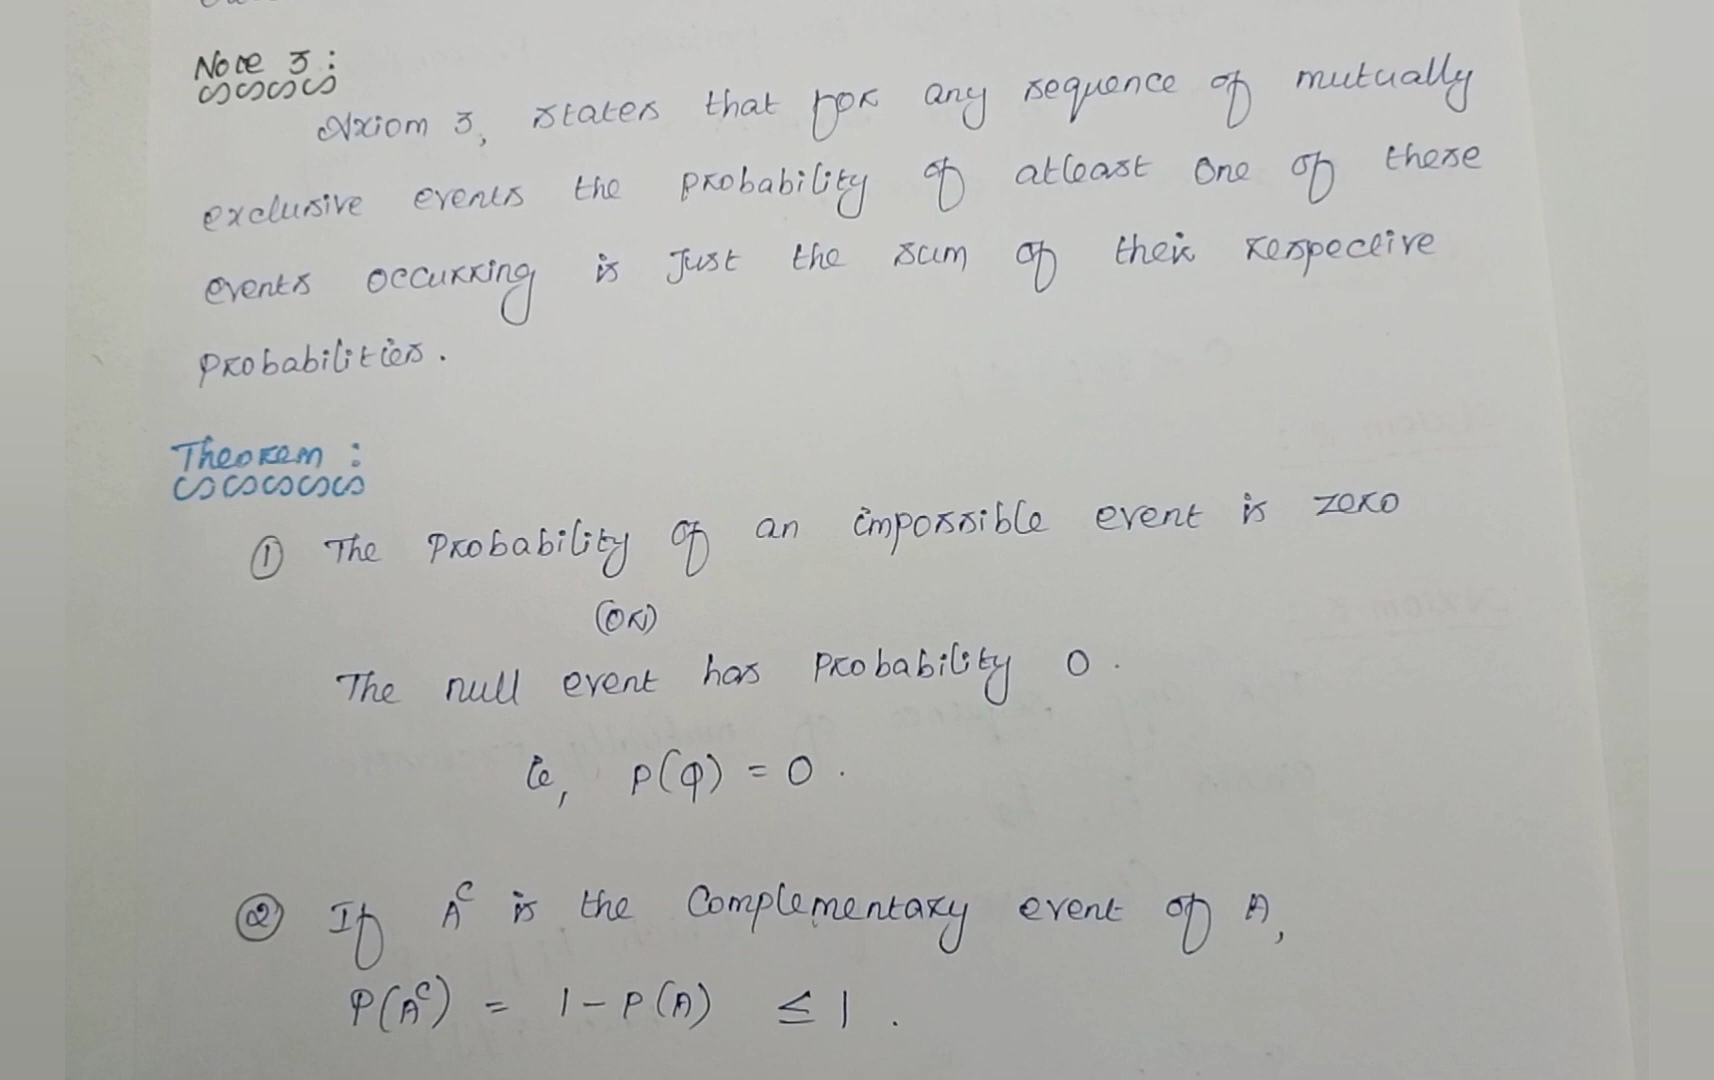 Note 3:
Axiom 3, states that for any sequence of mutually
exclusive events the probability of atleast one of these
events occurring is Just the sum of their respective
probabilities.
Theorem:
① The Probability of an impossible event is zero
(OR)
The null event has Probability 0.
ie, P(φ) = 0.
② If Aᶜ is the Complementary event of A,
P(Aᶜ) = 1 - P(A) ≤ 1.